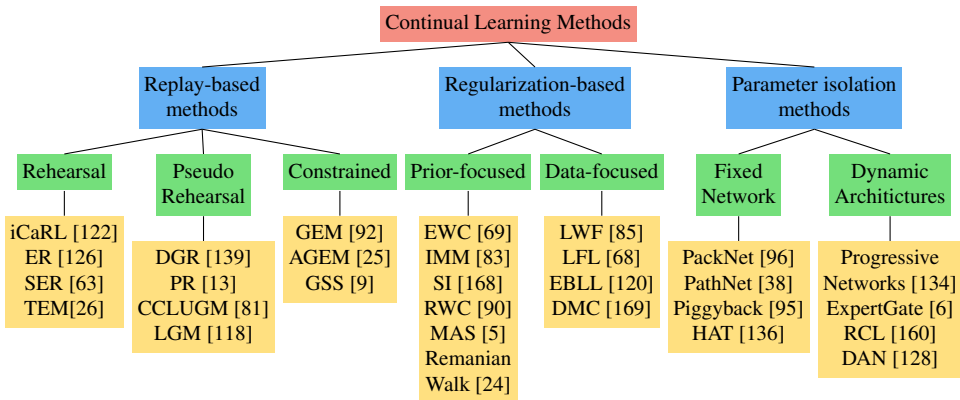 Continual Learning Methods
Replay-based
methods
Regularization-based
methods
Parameter isolation
methods
Rehearsal
Pseudo
Rehearsal
Constrained
Prior-focused
Data-focused
Fixed
Network
Dynamic
Architictures
iCaRL [122]
ER [126]
SER [63]
TEM[26]
DGR [139]
PR [13]
CCLUGM [81]
LGM [118]
GEM [92]
AGEM [25]
GSS [9]
EWC [69]
IMM [83]
SI [168]
RWC [90]
MAS [5]
Remanian
Walk [24]
LWF [85]
LFL [68]
EBLL [120]
DMC [169]
PackNet [96]
PathNet [38]
Piggyback [95]
HAT [136]
Progressive
Networks [134]
ExpertGate [6]
RCL [160]
DAN [128]